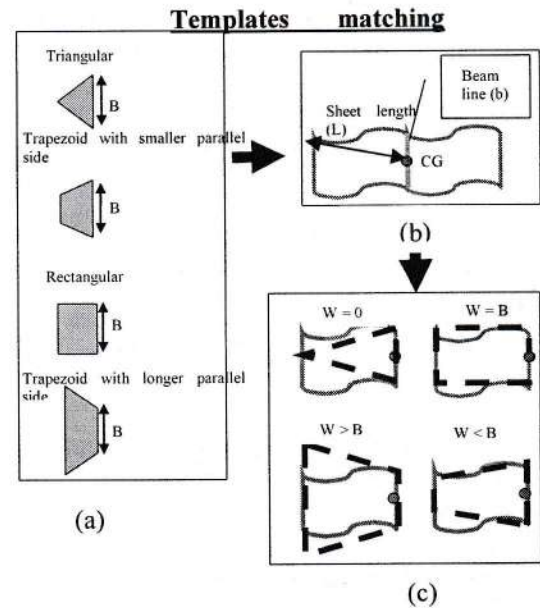 Templates matching
Triangular
B
Trapezoid with smaller parallel
side
B
Rectangular
B
Trapezoid with longer parallel
side
B
(a)
Beam
line (b)
Sheet length
(L)
CG
(b)
W = 0
W = B
W > B
W < B
(c)